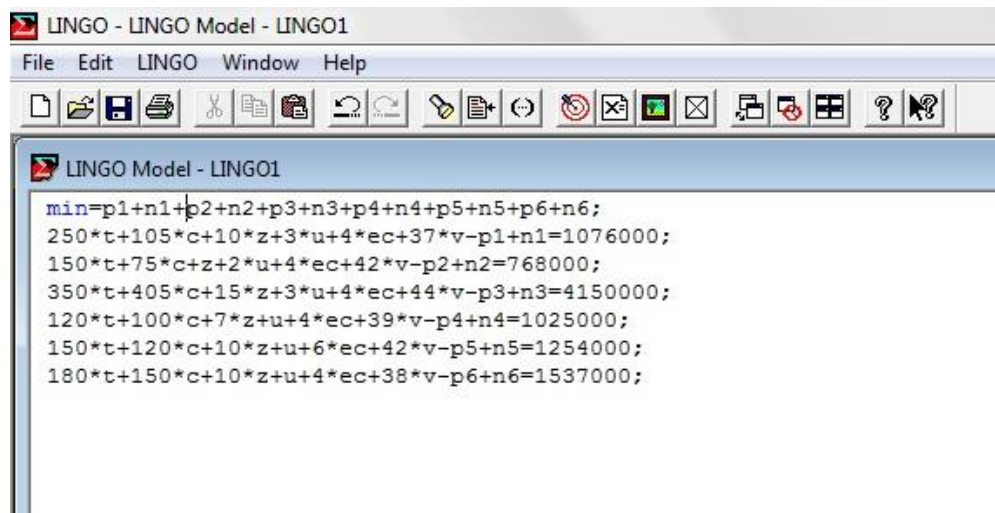 LINGO - LINGO Model - LINGO1
File Edit LINGO Window Help
LINGO Model - LINGO1
min=p1+n1+p2+n2+p3+n3+p4+n4+p5+n5+p6+n6;
250*t+105*c+10*z+3*u+4*ec+37*v-p1+n1=1076000;
150*t+75*c+z+2*u+4*ec+42*v-p2+n2=768000;
350*t+405*c+15*z+3*u+4*ec+44*v-p3+n3=4150000;
120*t+100*c+7*z+u+4*ec+39*v-p4+n4=1025000;
150*t+120*c+10*z+u+6*ec+42*v-p5+n5=1254000;
180*t+150*c+10*z+u+4*ec+38*v-p6+n6=1537000;